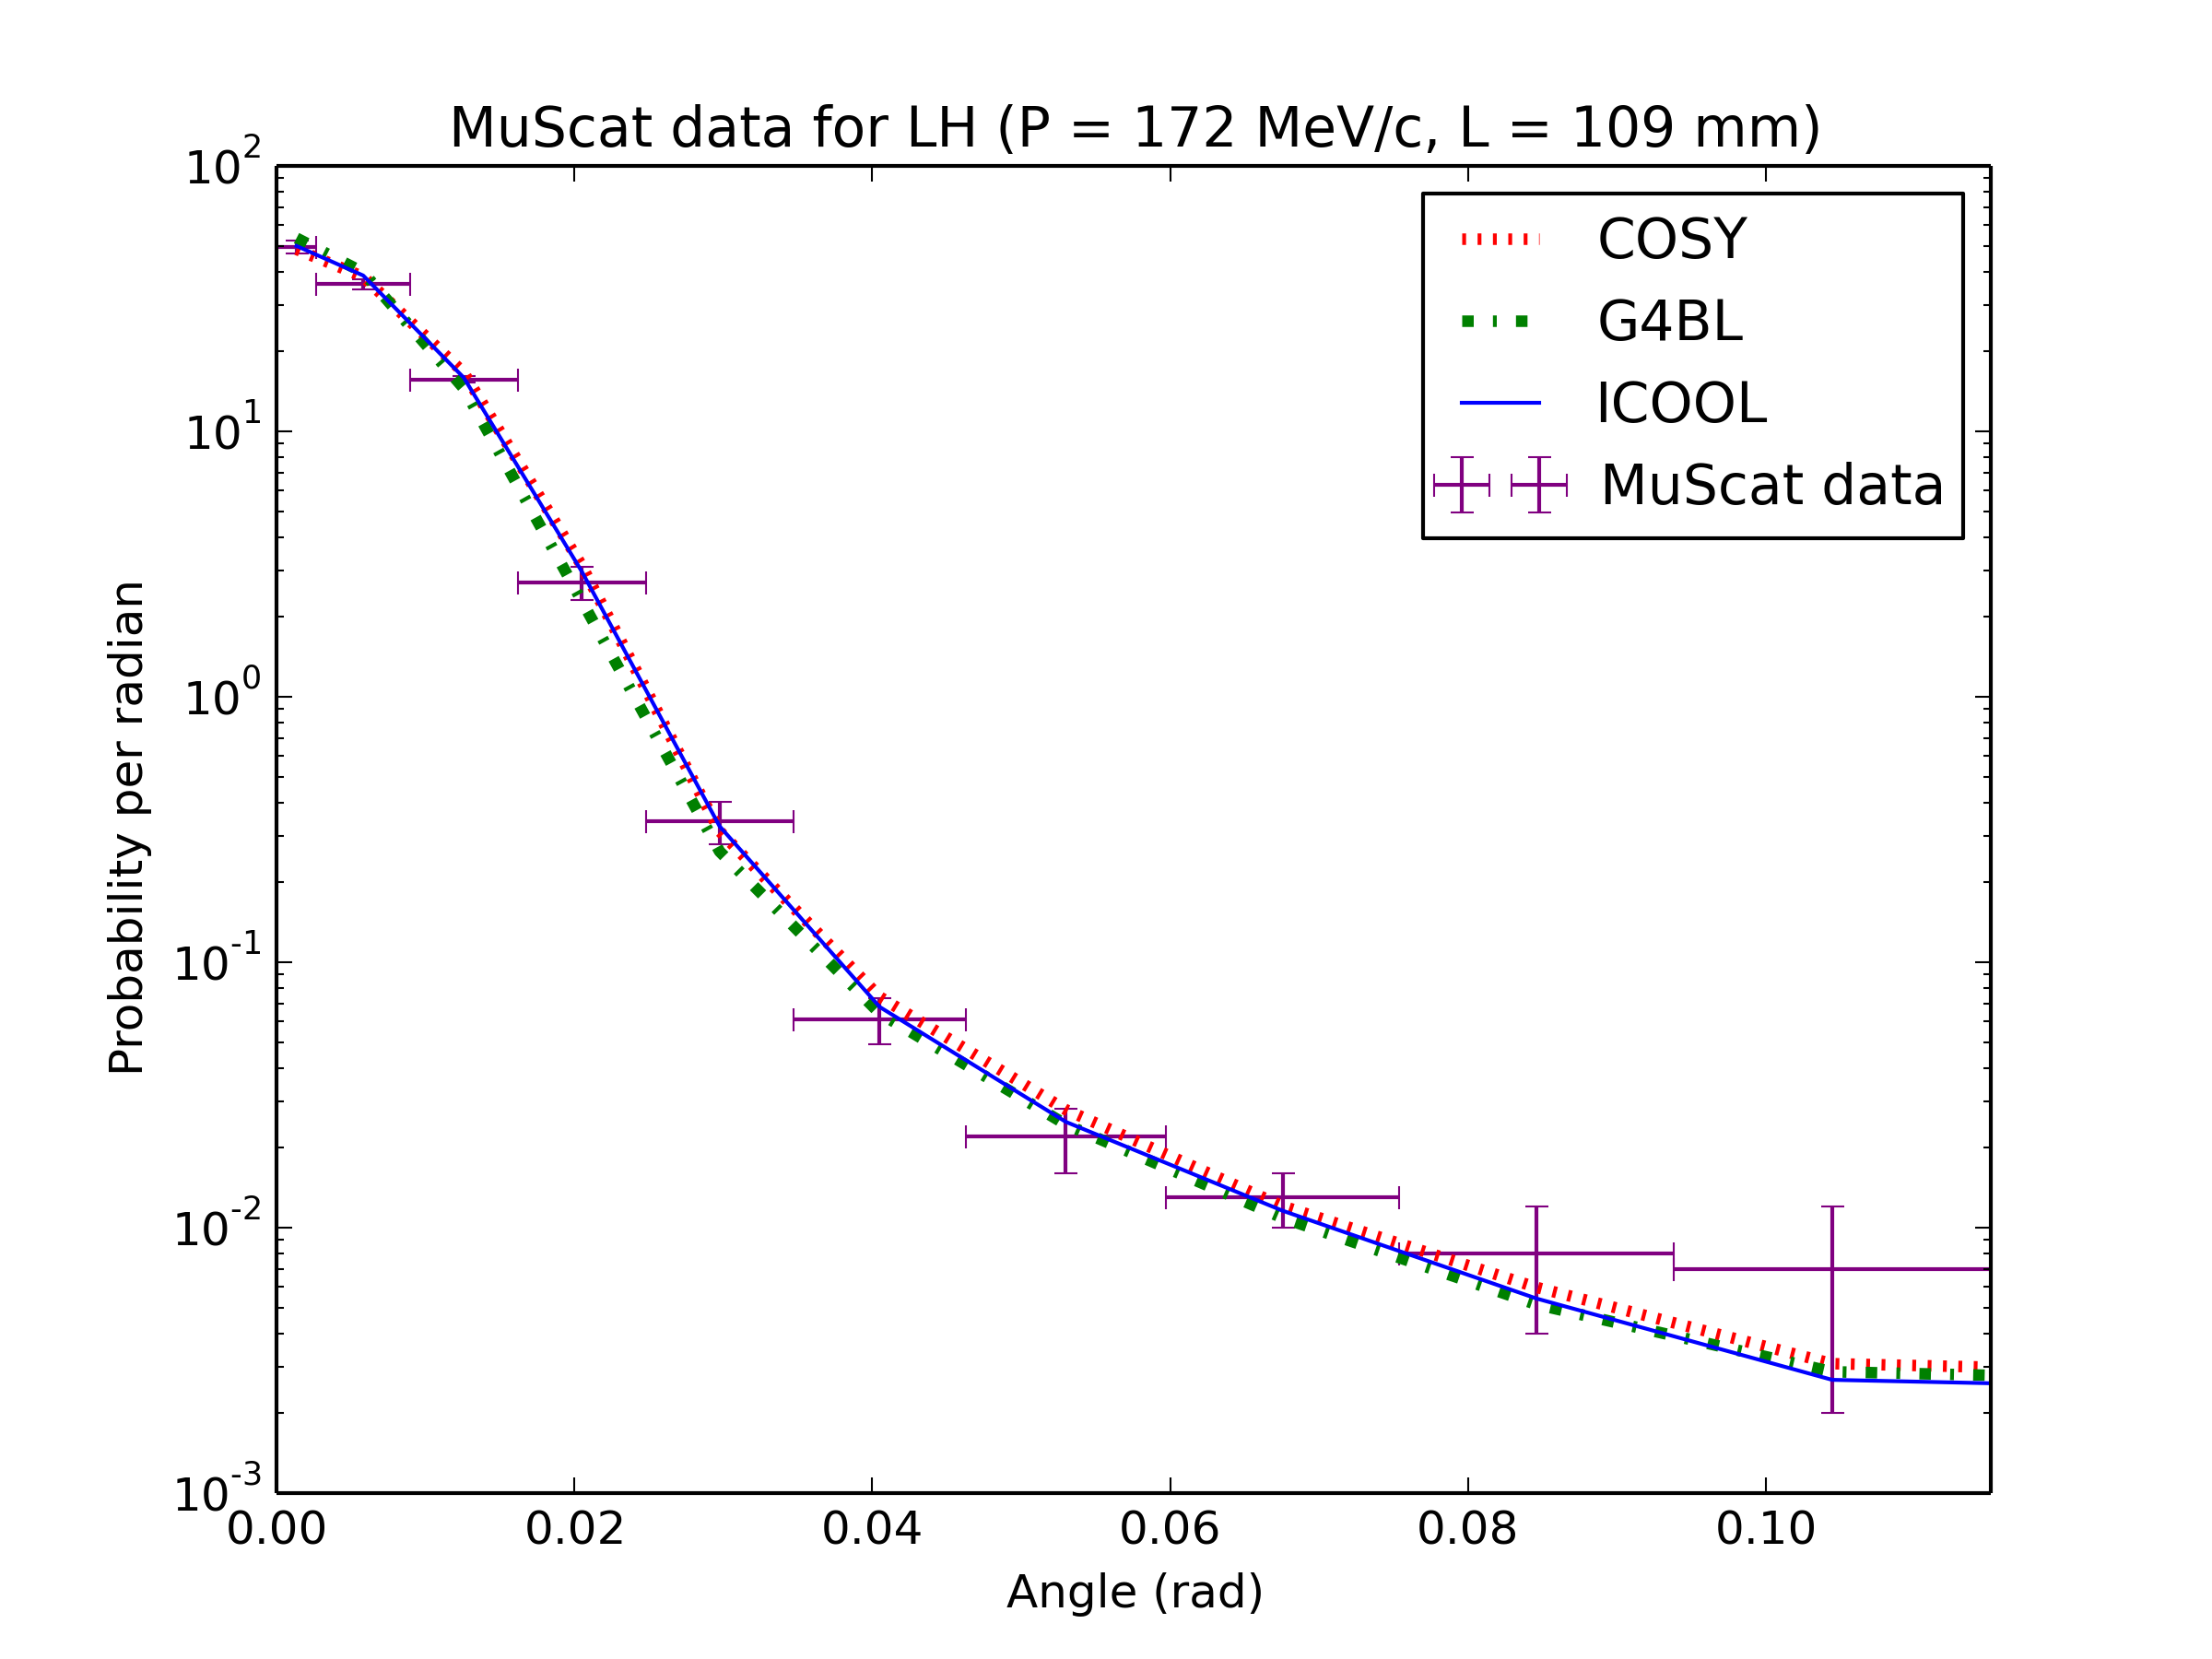 MuScat data for LH (P = 172 MeV/c, L = 109 mm)
10^2
10^1
10^0
10^-1
10^-2
10^-3
Probability per radian
COSY
G4BL
ICOOL
MuScat data
0.00 0.02 0.04 0.06 0.08 0.10
Angle (rad)